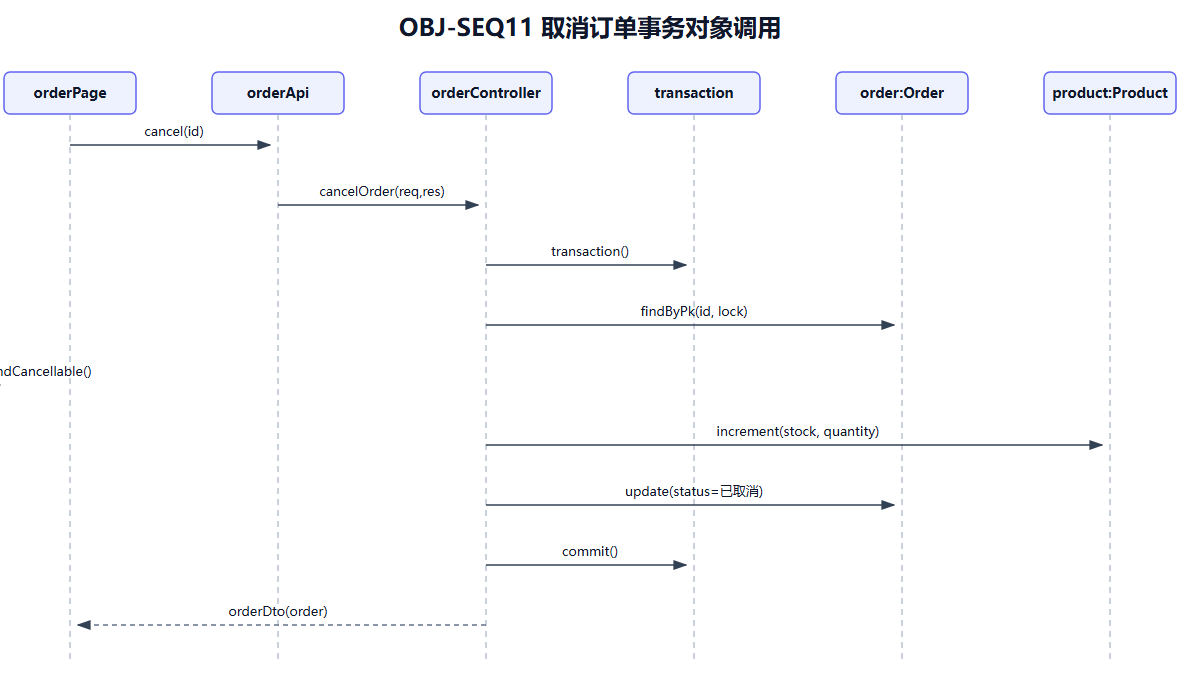 OBJ-SEQ11 取消订单事务对象调用
orderPage
orderApi
orderController
transaction
order:Order
product:Product
cancel(id)
cancelOrder(req,res)
transaction()
findByPk(id, lock)
ndCancellable()
increment(stock, quantity)
update(status=已取消)
commit()
orderDto(order)